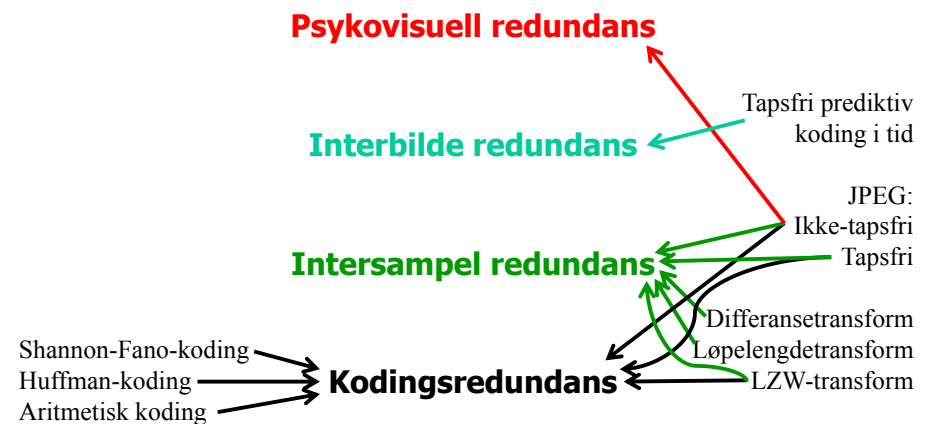 Psykovisuell redundans
Tapsfri prediktiv
koding i tid
Interbilde redundans
JPEG:
Ikke-tapsfri
Tapsfri
Intersampel redundans
Differansetransform
Løpelengdetransform
LZW-transform
Shannon-Fano-koding
Huffman-koding
Aritmetisk koding
Kodingsredundans